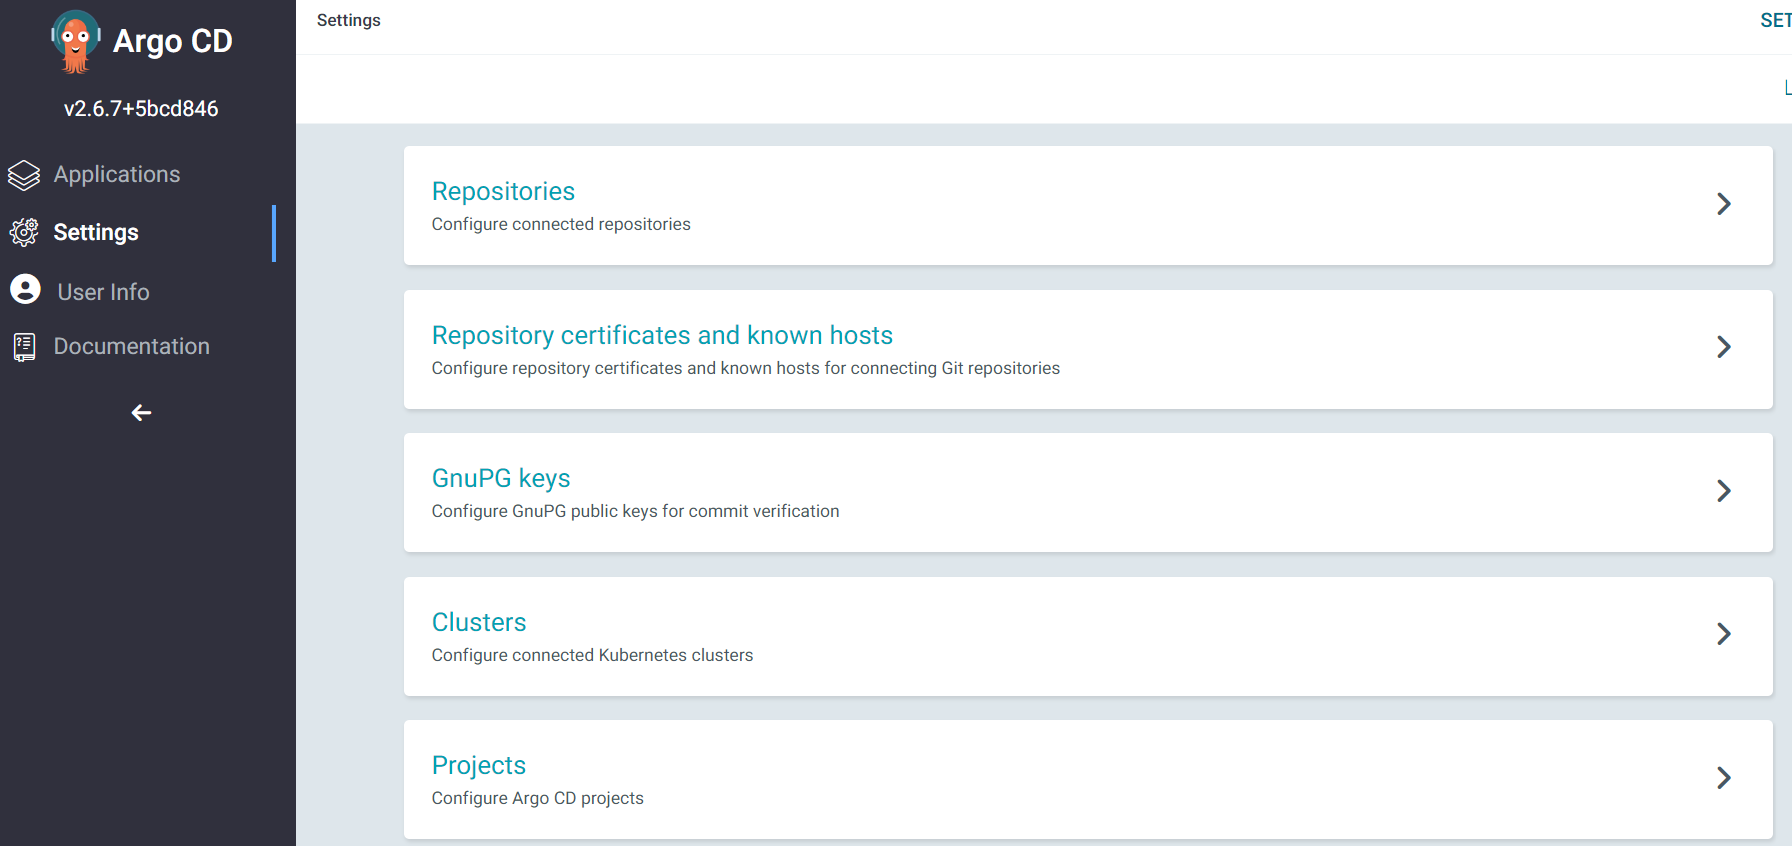 Argo CD
v2.6.7+5bcd846
Applications
Settings
User Info
Documentation
Settings
Repositories
Configure connected repositories
Repository certificates and known hosts
Configure repository certificates and known hosts for connecting Git repositories
GnuPG keys
Configure GnuPG public keys for commit verification
Clusters
Configure connected Kubernetes clusters
Projects
Configure Argo CD projects